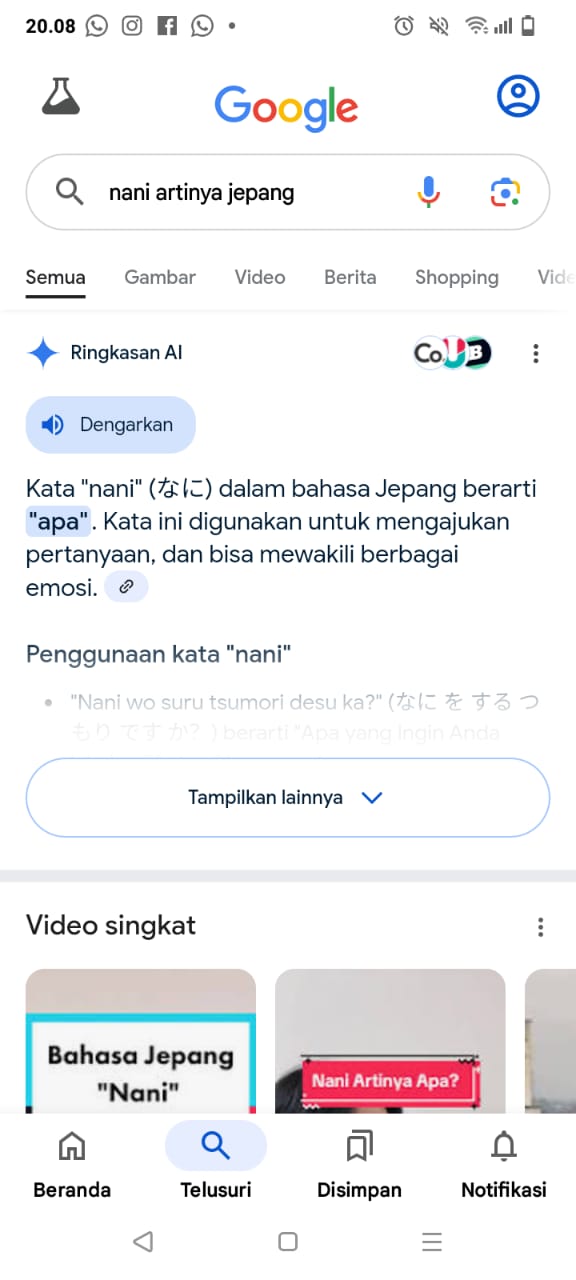 20.08
Google
nani artinya jepang
Semua Gambar Video Berita Shopping Vide
Ringkasan AI
Co B
Dengarkan
Kata "nani" (なに) dalam bahasa Jepang berarti
"apa". Kata ini digunakan untuk mengajukan
pertanyaan, dan bisa mewakili berbagai
emosi.
Penggunaan kata "nani"
• "Nani wo suru tsumori desu ka?" (なに を する つ
もり です か? ) berarti "Apa yang Ingin Anda
Tampilkan lainnya
Video singkat
Bahasa Jepang
"Nani"
Nani Artinya Apa?
Beranda Telusuri Disimpan Notifikasi